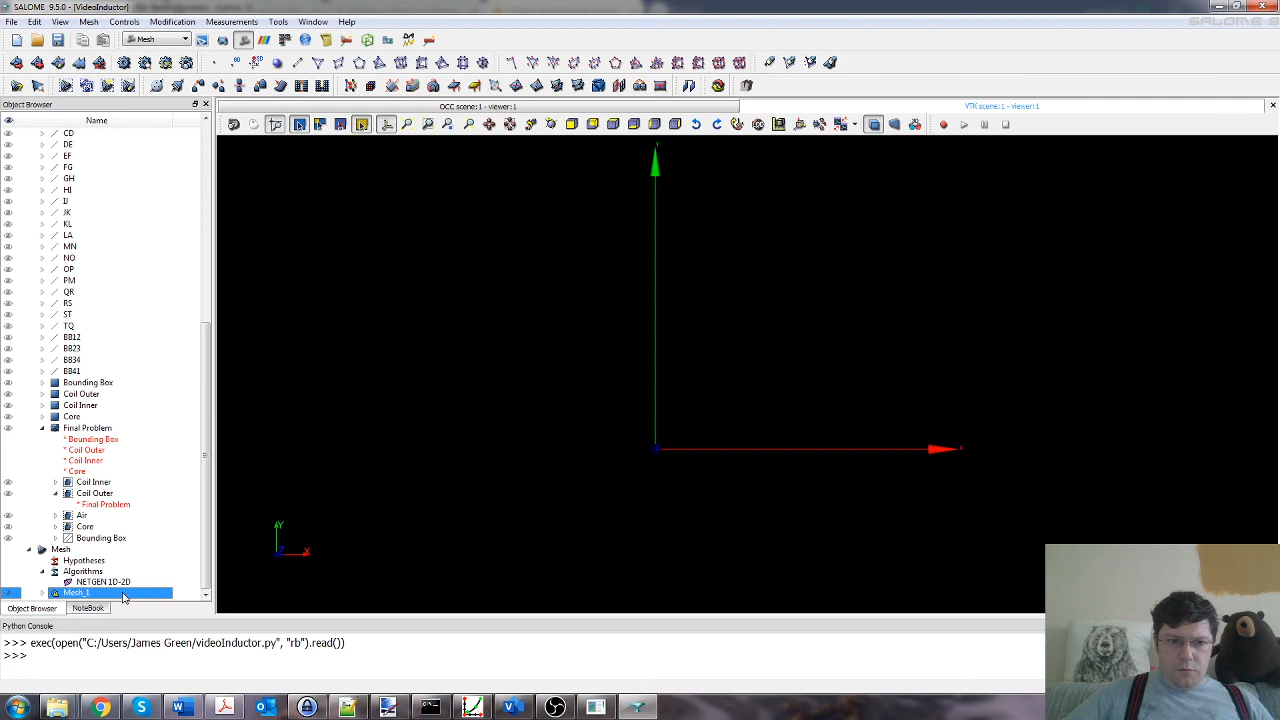 SALOME 9.5.0 - [VideoInductor]
File Edit View Mesh Controls Modification Measurements Tools Window Help
SALOME 9
Mesh
Object Browser
OCC scene:1 - viewer:1
VTK scene:1 - viewer:1
Name
CD
DE
EF
FG
GH
HI
IJ
JK
KL
LA
MN
NO
OP
PM
QR
RS
ST
TQ
BB12
BB23
BB34
BB41
Bounding Box
Coil Outer
Coil Inner
Core
Final Problem
* Bounding Box
* Coil Outer
* Coil Inner
* Core
Coil Inner
Coil Outer
* Final Problem
Air
Core
Bounding Box
Mesh
Hypotheses
Algorithms
NETGEN 1D-2D
Mesh_1
Y
X
Z
Y
X
Z
Object Browser
NoteBook
Python Console
>>> exec(open("C:/Users/James Green/videoInductor.py", "rb").read())
>>>